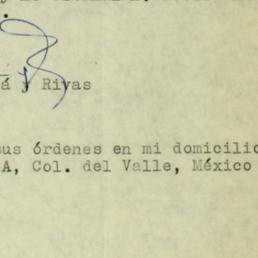 á y Rivas
sus órdenes en mi domicilio
A, Col. del Valle, México